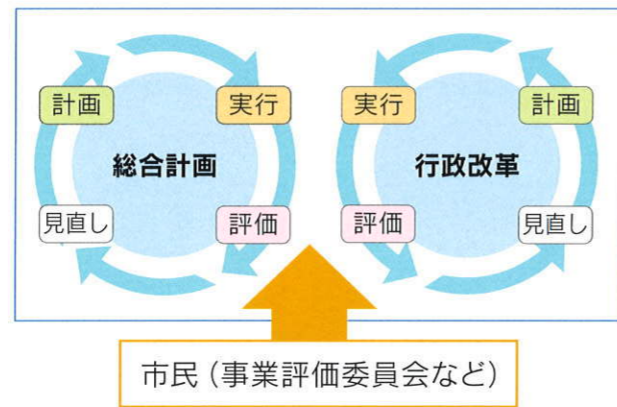 計画
実行
総合計画
見直し
評価
実行
計画
行政改革
評価
見直し
市民（事業評価委員会など）